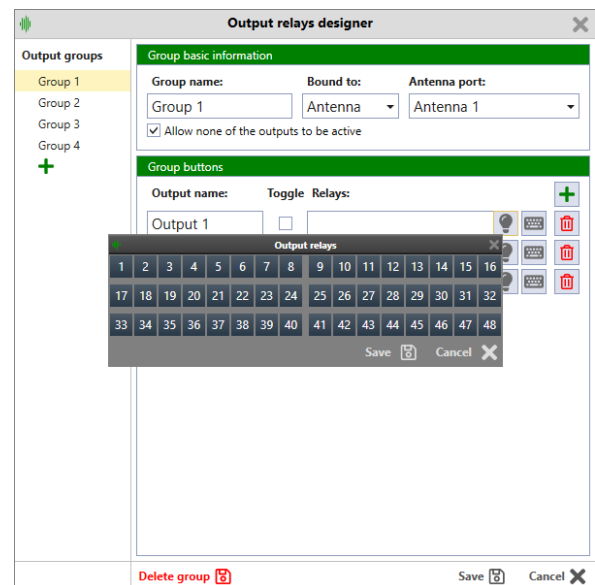 Output relays designer
Output groups
Group 1
Group 2
Group 3
Group 4
Group basic information
Group name: Bound to: Antenna port:
Group 1 Antenna Antenna 1
Allow none of the outputs to be active
Group buttons
Output name: Toggle Relays:
Output 1
Output relays
1 2 3 4 5 6 7 8 9 10 11 12 13 14 15 16
17 18 19 20 21 22 23 24 25 26 27 28 29 30 31 32
33 34 35 36 37 38 39 40 41 42 43 44 45 46 47 48
Save Cancel
Delete group Save Cancel